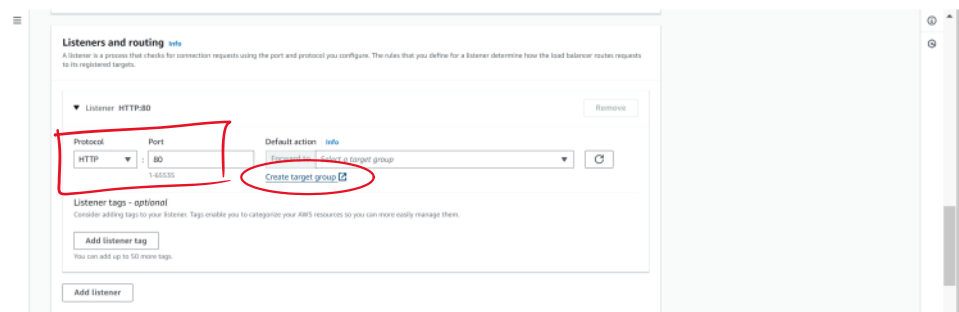 Listeners and routing Info
A listener is a process that checks for connection requests using the port and protocol you configure. The rules that you define for a listener determine how the load balancer routes requests
to its registered targets.
Listener HTTP:80
Remove
Protocol Port Default action Info
HTTP : 80 Forward to Select a target group
1-65535 Create target group
Listener tags - optional
Consider adding tags to your listener. Tags enable you to categorize your AWS resources so you can more easily manage them.
Add listener tag
You can add up to 50 more tags.
Add listener